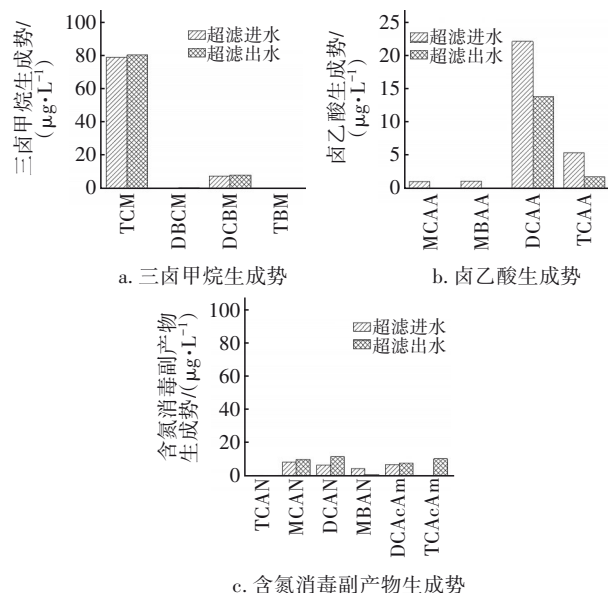 三卤甲烷生成势/
(μg·L⁻¹)
100
80
60
40
20
0
超滤进水
超滤出水
TCM
DBCM
DCBM
TBM
a. 三卤甲烷生成势
卤乙酸生成势/
(μg·L⁻¹)
25
20
15
10
5
0
超滤进水
超滤出水
MCAA
MBAA
DCAA
TCAA
b. 卤乙酸生成势
含氮消毒副产物
生成势/(μg·L⁻¹)
100
80
60
40
20
0
超滤进水
超滤出水
TCAN
MCAN
DCAN
MBAN
DCAcAm
TCAcAm
c. 含氮消毒副产物生成势